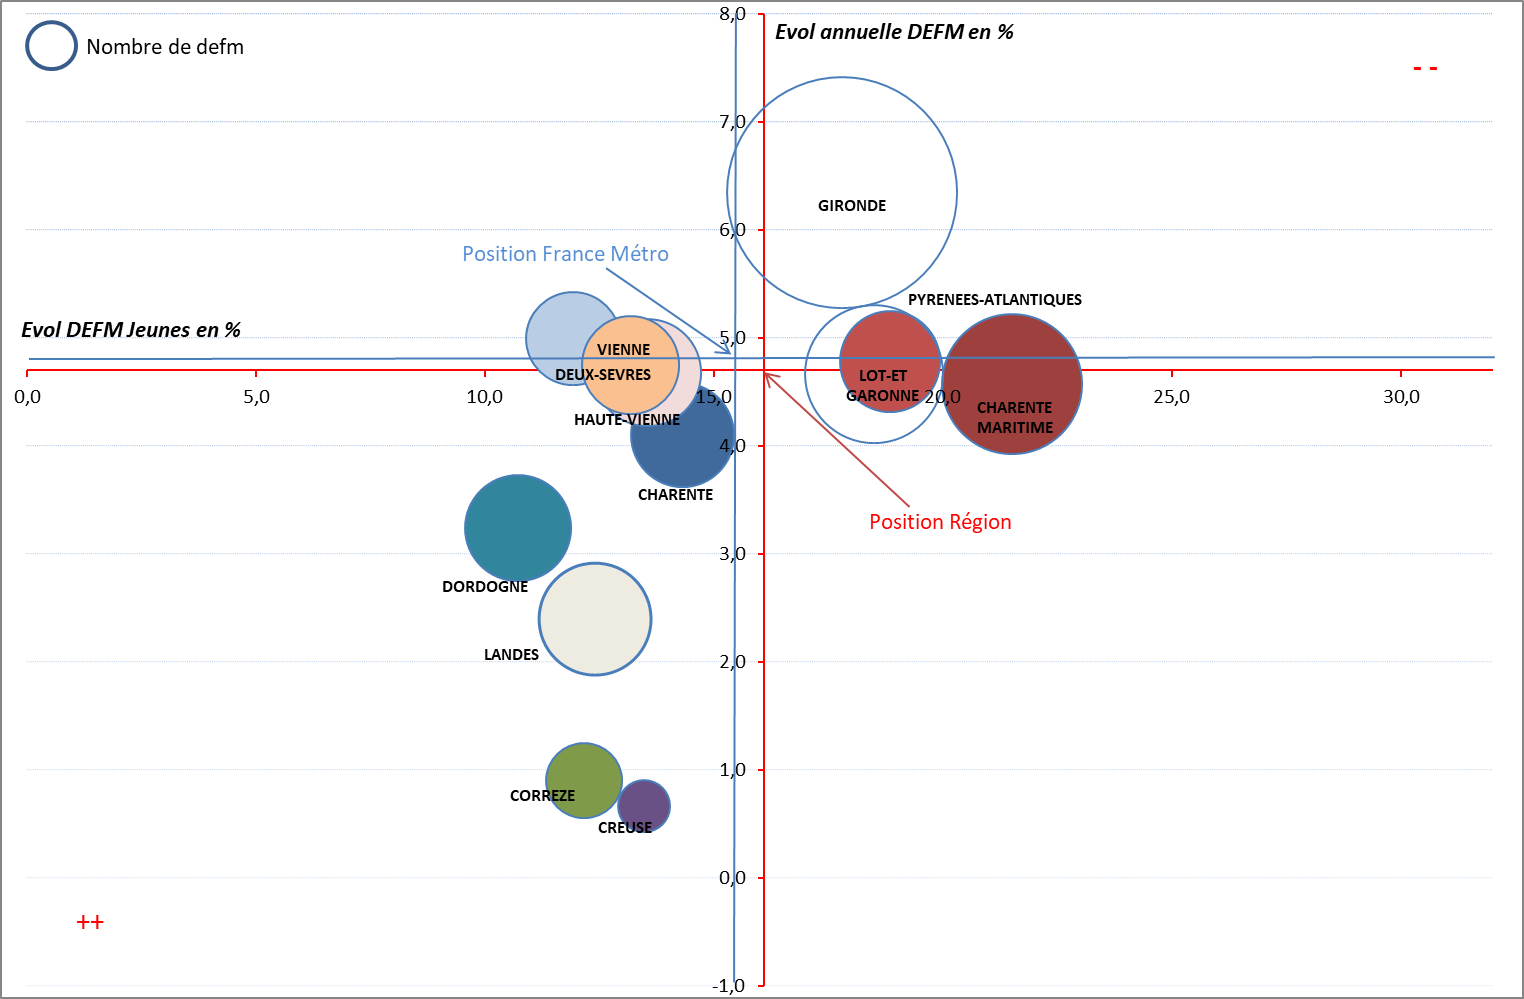 8,0
Evol annuelle DEFM en %
Nombre de defm
- -
7,0
GIRONDE
6,0
Position France Métro
PYRENEES-ATLANTIQUES
Evol DEFM Jeunes en %
5,0
VIENNE
DEUX-SEVRES
LOT-ET
GARONNE
0,0
5,0
10,0
15,0
20,0
25,0
30,0
CHARENTE
MARITIME
HAUTE-VIENNE
4,0
CHARENTE
Position Région
3,0
DORDOGNE
LANDES
2,0
1,0
CORREZE
CREUSE
0,0
++
-1,0